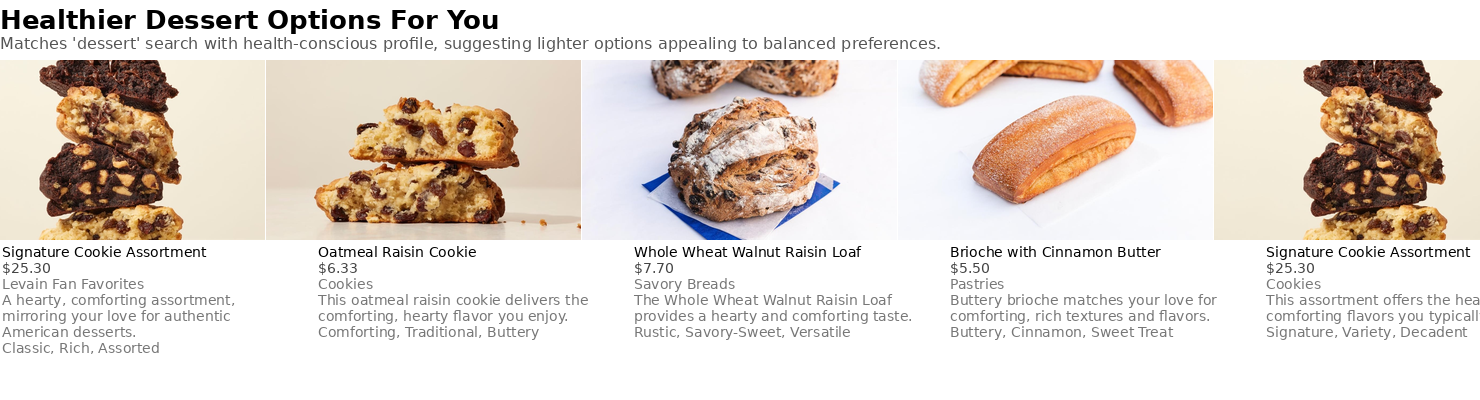 Healthier Dessert Options For You
Matches 'dessert' search with health-conscious profile, suggesting lighter options appealing to balanced preferences.
Signature Cookie Assortment
$25.30
Levain Fan Favorites
A hearty, comforting assortment,
mirroring your love for authentic
American desserts.
Classic, Rich, Assorted
Oatmeal Raisin Cookie
$6.33
Cookies
This oatmeal raisin cookie delivers the
comforting, hearty flavor you enjoy.
Comforting, Traditional, Buttery
Whole Wheat Walnut Raisin Loaf
$7.70
Savory Breads
The Whole Wheat Walnut Raisin Loaf
provides a hearty and comforting taste.
Rustic, Savory-Sweet, Versatile
Brioche with Cinnamon Butter
$5.50
Pastries
Buttery brioche matches your love for
comforting, rich textures and flavors.
Buttery, Cinnamon, Sweet Treat
Signature Cookie Assortment
$25.30
Cookies
This assortment offers the
comforting flavors you
Signature, Variety, Decadent